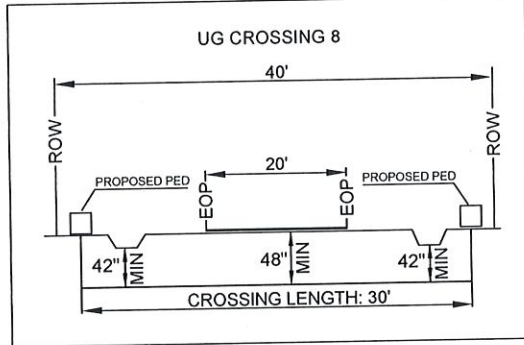 UG CROSSING 8
40'
ROW
ROW
20'
PROPOSED PED
PROPOSED PED
EOP
EOP
42"
MIN
48"
MIN
42"
MIN
CROSSING LENGTH: 30'